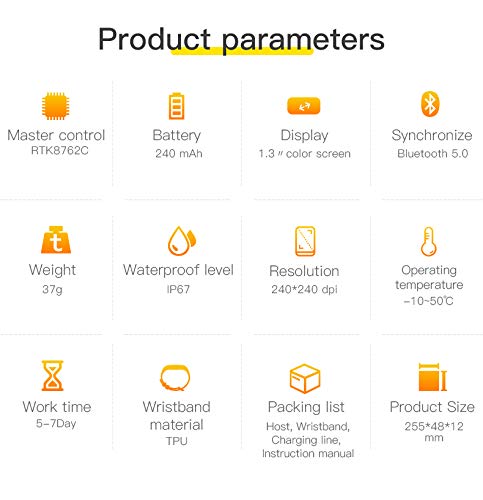 Product parameters
Master control
RTK8762C
Battery
240 mAh
Display
1.3〃color screen
Synchronize
Bluetooth 5.0
t
Weight
37g
Waterproof level
IP67
Resolution
240*240 dpi
Operating
temperature
-10~50℃
Work time
5-7Day
Wristband
material
TPU
Packing list
Host, Wristband,
Charging line,
Instruction manual
Product Size
255*48*12
mm